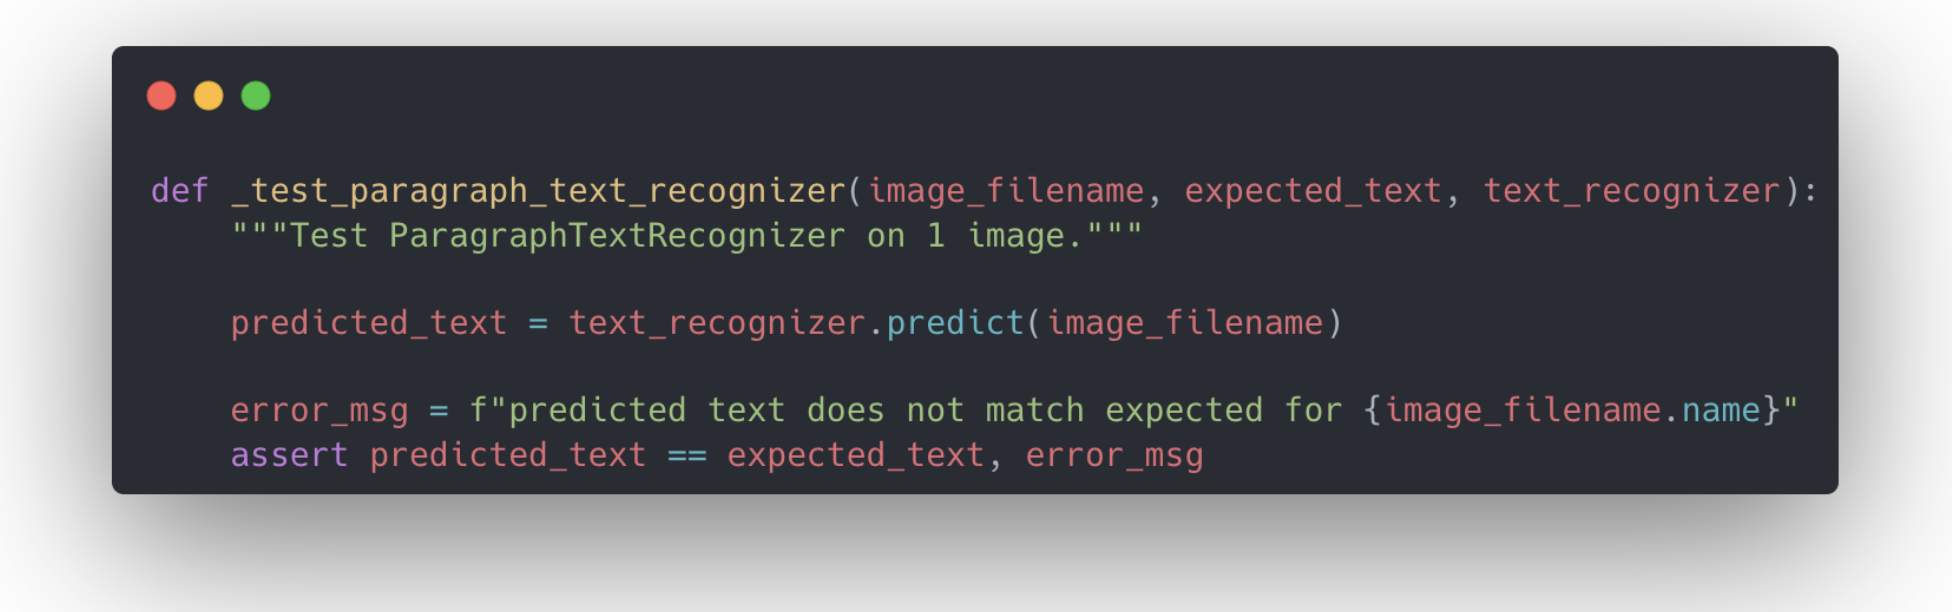 def _test_paragraph_text_recognizer(image_filename, expected_text, text_recognizer):
    """Test ParagraphTextRecognizer on 1 image."""

    predicted_text = text_recognizer.predict(image_filename)

    error_msg = f"predicted text does not match expected for {image_filename.name}"
    assert predicted_text == expected_text, error_msg